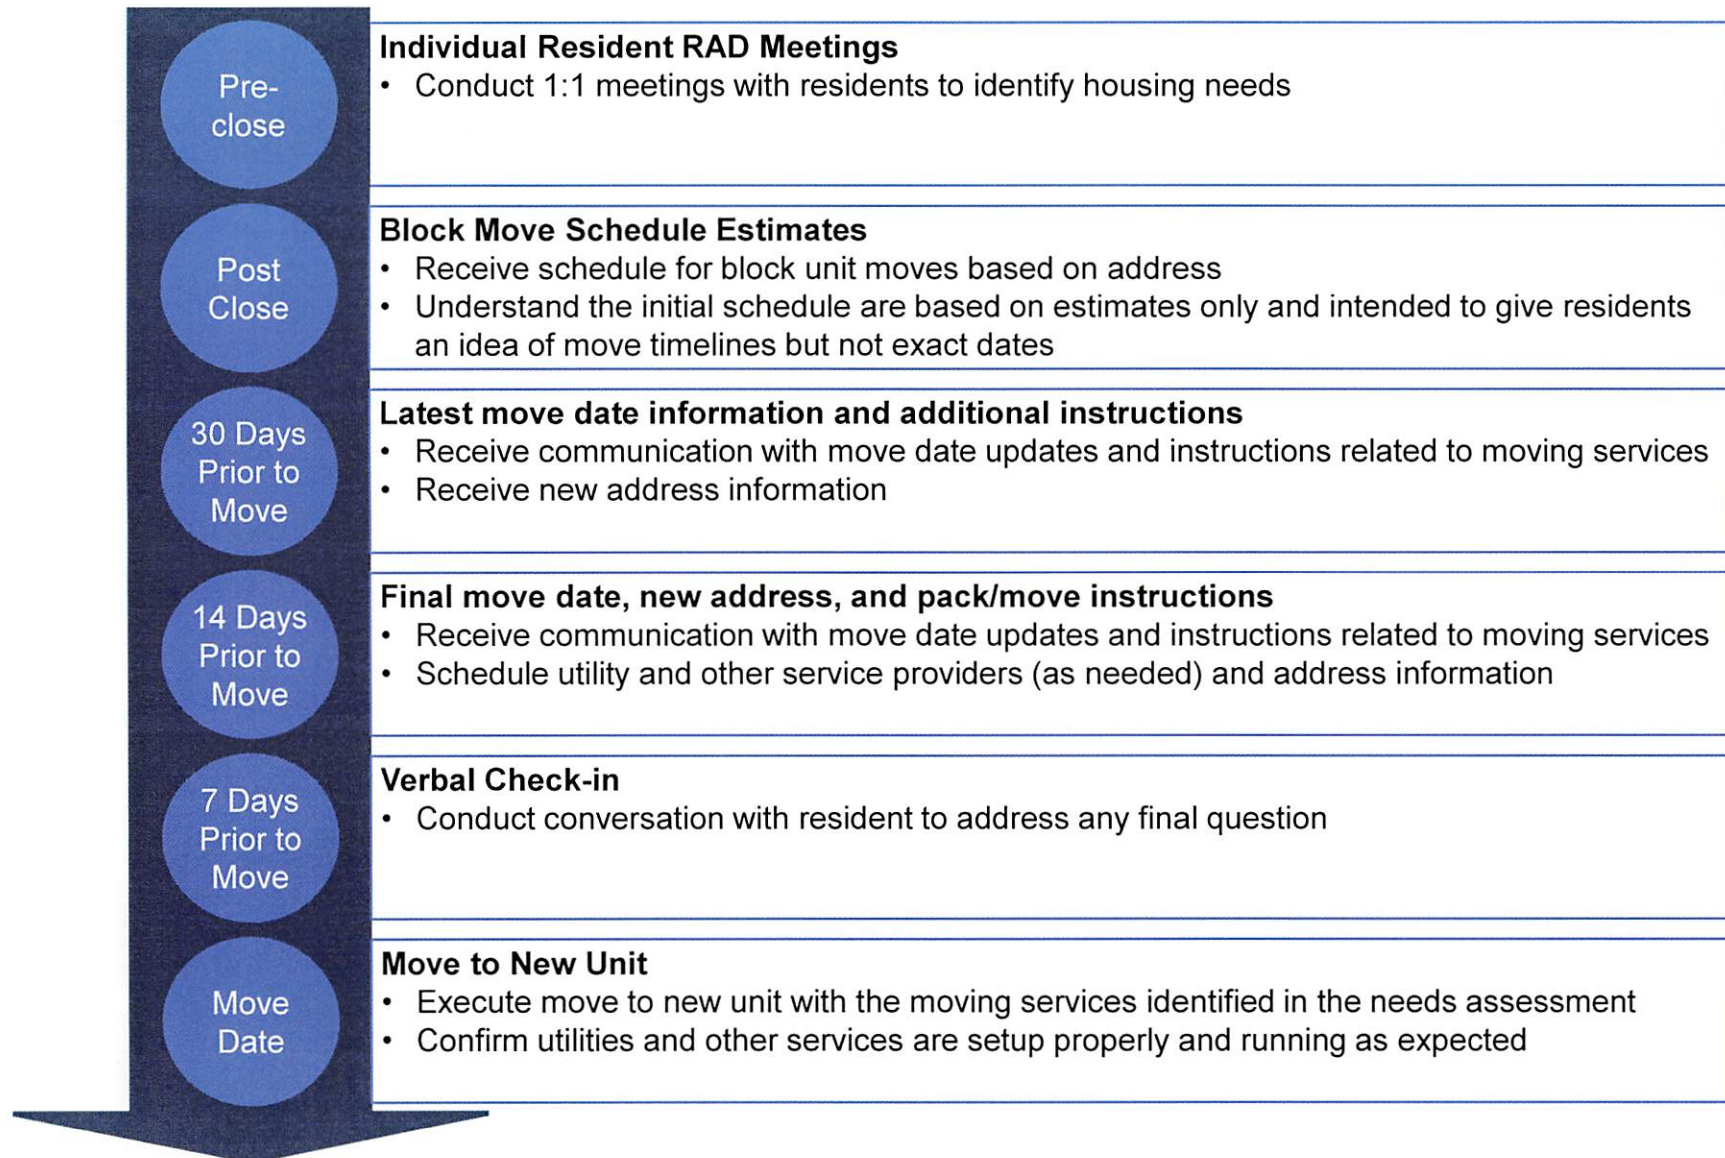 Pre-
close
Individual Resident RAD Meetings
• Conduct 1:1 meetings with residents to identify housing needs
Post
Close
Block Move Schedule Estimates
• Receive schedule for block unit moves based on address
• Understand the initial schedule are based on estimates only and intended to give residents
an idea of move timelines but not exact dates
30 Days
Prior to
Move
Latest move date information and additional instructions
• Receive communication with move date updates and instructions related to moving services
• Receive new address information
14 Days
Prior to
Move
Final move date, new address, and pack/move instructions
• Receive communication with move date updates and instructions related to moving services
• Schedule utility and other service providers (as needed) and address information
7 Days
Prior to
Move
Verbal Check-in
• Conduct conversation with resident to address any final question
Move
Date
Move to New Unit
• Execute move to new unit with the moving services identified in the needs assessment
• Confirm utilities and other services are setup properly and running as expected